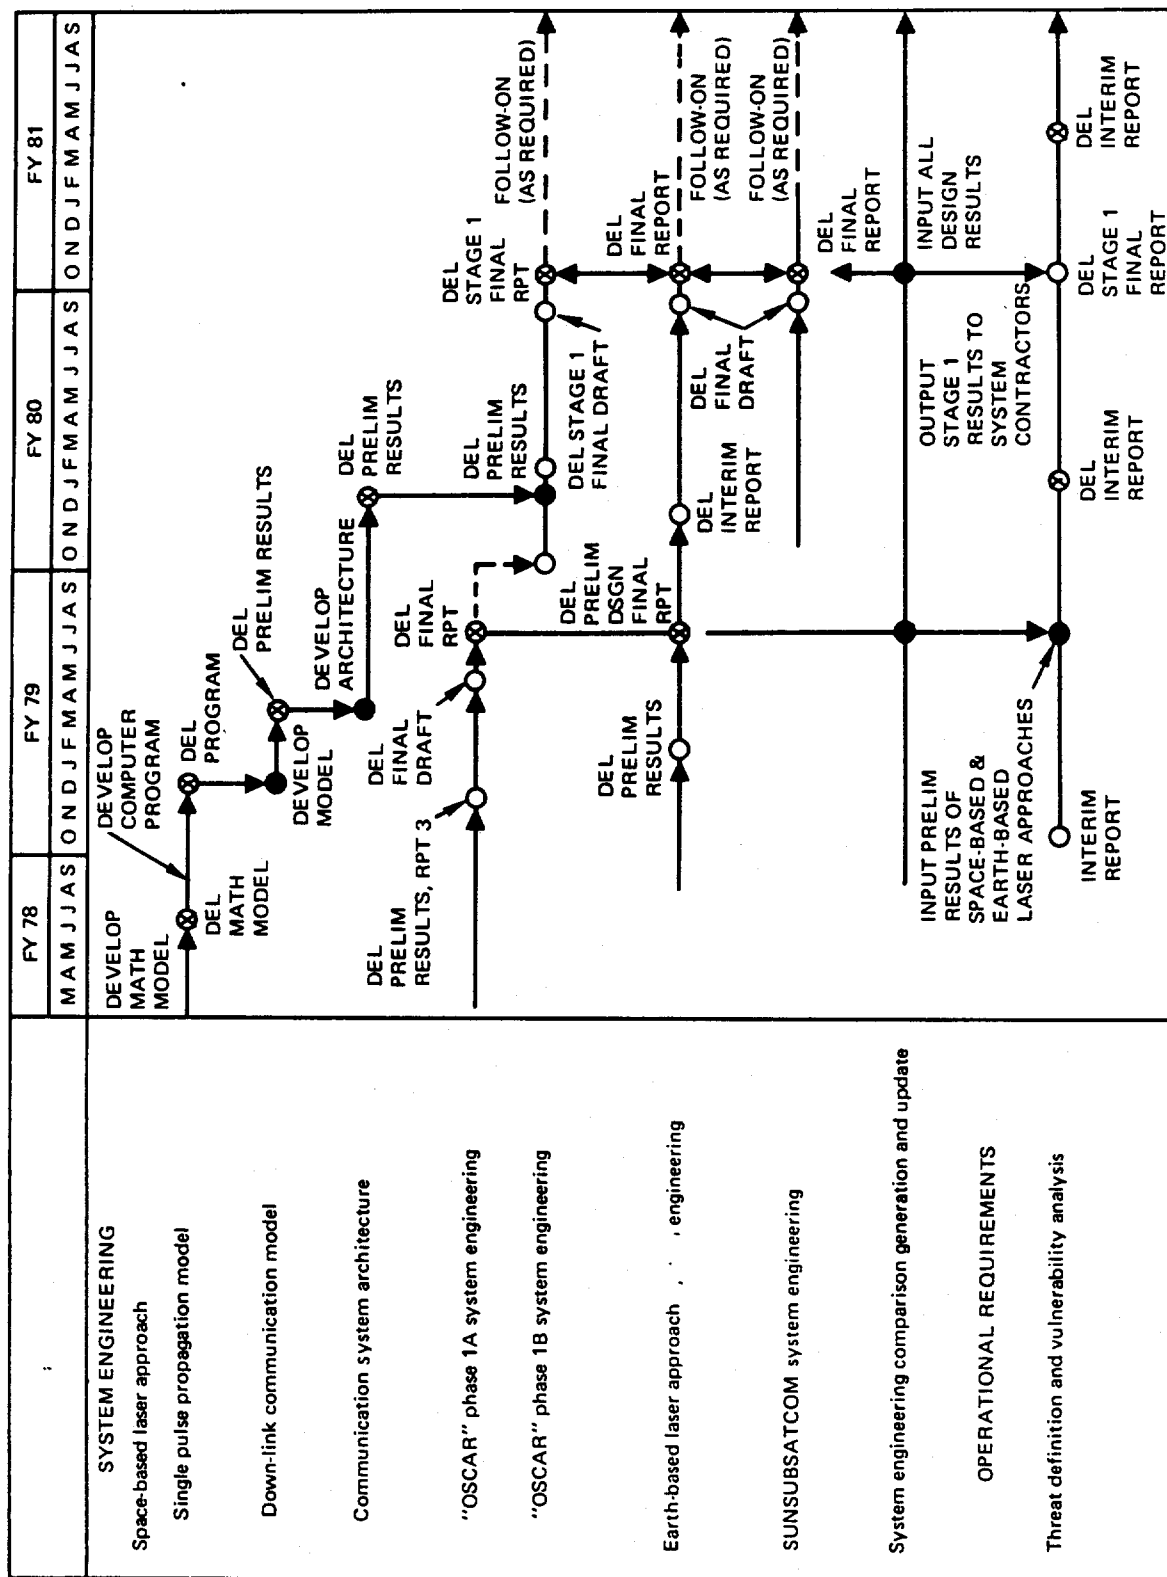 FY 78
FY 79
FY 80
FY 81
M A M J J A S
O N D J F M A M J J A S
O N D J F M A M J J A S
O N D J F M A M J J A S
SYSTEM ENGINEERING
Space-based laser approach
Single pulse propagation model
DEVELOP
MATH
MODEL
DEL
MATH
MODEL
DEVELOP
COMPUTER
PROGRAM
DEL
PROGRAM
Down-link communication model
DEVELOP
MODEL
DEL
PRELIM RESULTS
Communication system architecture
DEVELOP
ARCHITECTURE
DEL
PRELIM
RESULTS
"OSCAR" phase 1A system engineering
DEL
PRELIM
RESULTS, RPT 3
DEL
FINAL
DRAFT
DEL
FINAL
RPT
"OSCAR" phase 1B system engineering
DEL
PRELIM
RESULTS
DEL STAGE 1
FINAL DRAFT
DEL
STAGE 1
FINAL
RPT
FOLLOW-ON
(AS REQUIRED)
Earth-based laser approach , , engineering
DEL
PRELIM
RESULTS
DEL
PRELIM
DSGN
FINAL
RPT
DEL
INTERIM
REPORT
DEL
FINAL
DRAFT
DEL
FINAL
REPORT
FOLLOW-ON
(AS REQUIRED)
SUNSUBSATCOM system engineering
FOLLOW-ON
(AS REQUIRED)
DEL
FINAL
REPORT
System engineering comparison generation and update
INPUT PRELIM
RESULTS OF
SPACE-BASED &
EARTH-BASED
LASER APPROACHES
OUTPUT
STAGE 1
RESULTS TO
SYSTEM
CONTRACTORS
INPUT ALL
DESIGN
RESULTS
OPERATIONAL REQUIREMENTS
Threat definition and vulnerability analysis
INTERIM
REPORT
DEL
INTERIM
REPORT
DEL
STAGE 1
FINAL
REPORT
DEL
INTERIM
REPORT